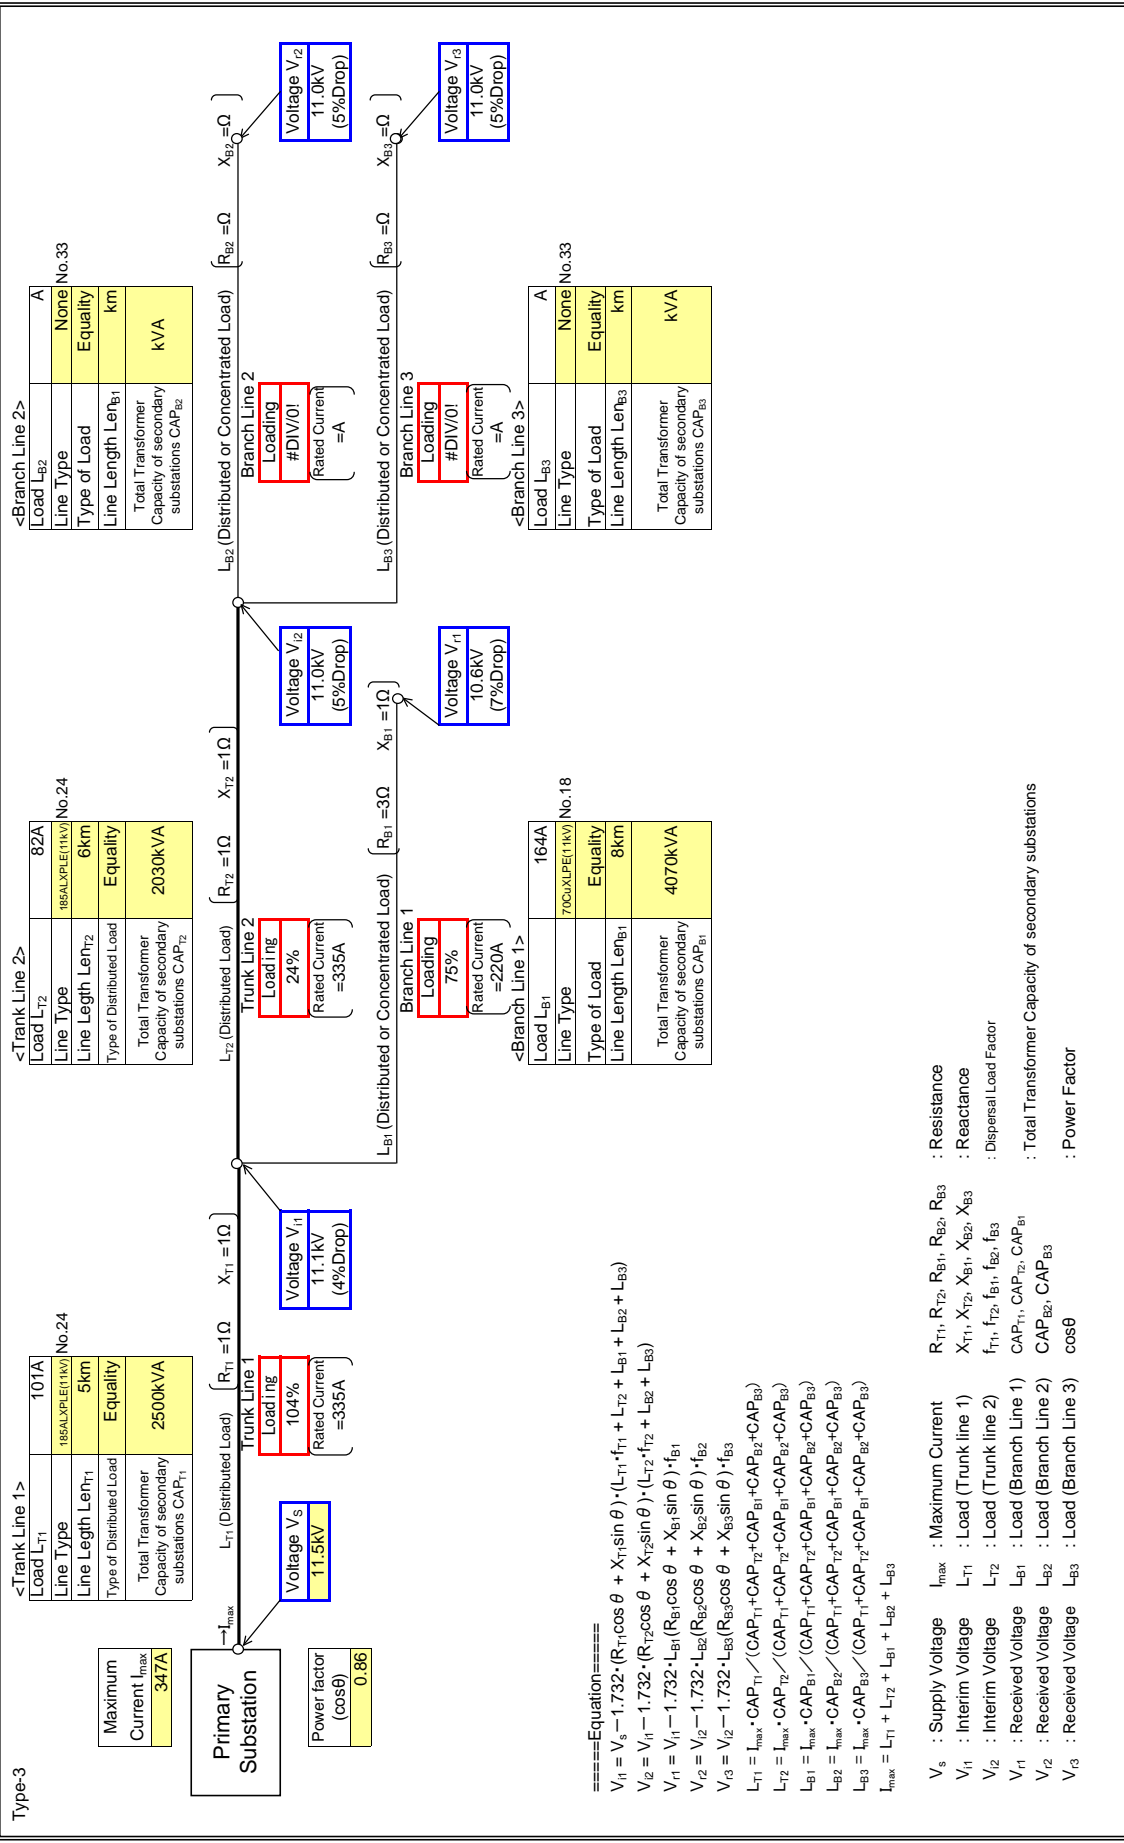 Type-3
Maximum
Current Imax
347A
Primary
Substation
Power factor
(cosθ)
0.86
→Imax
Voltage VS
11.5kV
<Trank Line 1>
Load LT1 101A
Line Type 185ALXPLE(11kV) No.24
Line Legth LenT1 5km
Type of Distributed Load Equality
Total Transformer
Capacity of secondary
substations CAPT1
2500kVA
LT1 (Distributed Load) RT1 =1Ω XT1 =1Ω
Trunk Line 1
Loading
104%
Rated Current
=335A
Voltage Vi1
11.1kV
(4%Drop)
<Trank Line 2>
Load LT2 82A
Line Type 185ALXPLE(11kV) No.24
Line Legth LenT2 6km
Type of Distributed Load Equality
Total Transformer
Capacity of secondary
substations CAPT2
2030kVA
LT2 (Distributed Load) RT2 =1Ω XT2 =1Ω
Trunk Line 2
Loading
24%
Rated Current
=335A
Voltage Vi2
11.0kV
(5%Drop)
LB1 (Distributed or Concentrated Load) RB1 =3Ω XB1 =1Ω
Branch Line 1
Loading
75%
Rated Current
=220A
Voltage Vr1
10.6kV
(7%Drop)
<Branch Line 1>
Load LB1 164A
Line Type 70CuXLPE(11kV) No.18
Type of Load Equality
Line Length LenB1 8km
Total Transformer
Capacity of secondary
substations CAPB1
4070kVA
<Branch Line 2>
Load LB2 A
Line Type None No.33
Type of Load Equality
Line Length LenB1 km
Total Transformer
Capacity of secondary
substations CAPB2
kVA
LB2 (Distributed or Concentrated Load) RB2 =Ω XB2 =Ω
Branch Line 2
Loading
#DIV/0!
Rated Current
=A
Voltage Vr2
11.0kV
(5%Drop)
LB3 (Distributed or Concentrated Load) RB3 =Ω XB3 =Ω
Branch Line 3
Loading
#DIV/0!
Rated Current
=A
Voltage Vr3
11.0kV
(5%Drop)
<Branch Line 3>
Load LB3 A
Line Type None No.33
Type of Load Equality
Line Length LenB3 km
Total Transformer
Capacity of secondary
substations CAPB3
kVA
=====Equation=====
Vi1 = Vs−1.732・(RT1cos θ + XT1sin θ)・(LT1・fT1 + LT2 + LB1 + LB2 + LB3)
Vi2 = Vi1−1.732・(RT2cos θ + XT2sin θ)・(LT2・fT2 + LB2 + LB3)
Vr1 = Vi1−1.732・LB1(RB1cos θ + XB1sin θ)・fB1
Vr2 = Vi2−1.732・LB2(RB2cos θ + XB2sin θ)・fB2
Vr3 = Vi2−1.732・LB3(RB3cos θ + XB3sin θ)・fB3
LT1 = Imax・CAPT1／(CAPT1+CAPT2+CAPB1+CAPB2+CAPB3)
LT2 = Imax・CAPT2／(CAPT1+CAPT2+CAPB1+CAPB2+CAPB3)
LB1 = Imax・CAPB1／(CAPT1+CAPT2+CAPB1+CAPB2+CAPB3)
LB2 = Imax・CAPB2／(CAPT1+CAPT2+CAPB1+CAPB2+CAPB3)
LB3 = Imax・CAPB3／(CAPT1+CAPT2+CAPB1+CAPB2+CAPB3)
Imax = LT1 + LT2 + LB1 + LB2 + LB3
Vs : Supply Voltage Imax : Maximum Current RT1, RT2, RB1, RB2, RB3 : Resistance
Vi1 : Interim Voltage LT1 : Load (Trunk line 1) XT1, XT2, XB1, XB2, XB3 : Reactance
Vi2 : Interim Voltage LT2 : Load (Trunk line 2) fT1, fT2, fB1, fB2, fB3 : Dispersal Load Factor
Vr1 : Received Voltage LB1 : Load (Branch Line 1) CAPT1, CAPT2, CAPB1 : Total Transformer Capacity of secondary substations
Vr2 : Received Voltage LB2 : Load (Branch Line 2) CAPB2, CAPB3
Vr3 : Received Voltage LB3 : Load (Branch Line 3) cosθ : Power Factor